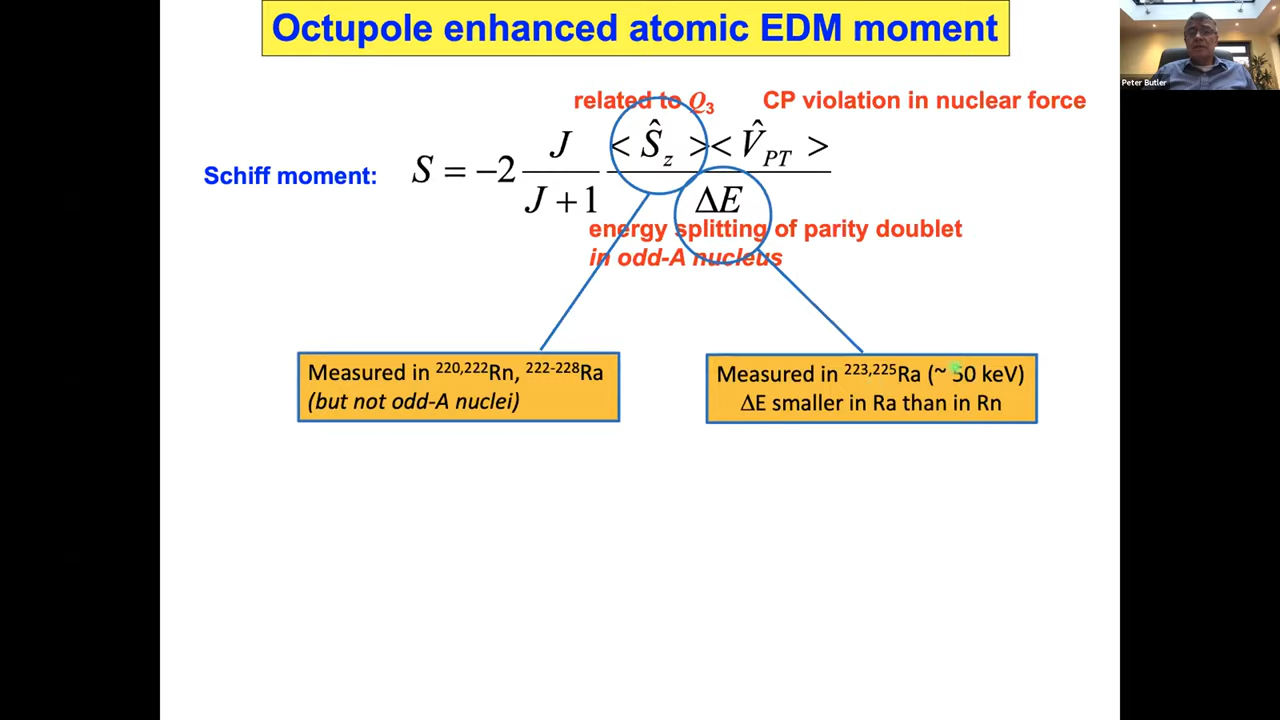 Octupole enhanced atomic EDM moment
Peter Butler
related to Q₃ CP violation in nuclear force
Schiff moment: S = −2 J/(J + 1) <Ŝ_z><V̂_PT>/ΔE
energy splitting of parity doublet
in odd-A nucleus
Measured in ²²⁰,²²²Rn, ²²²⁻²²⁸Ra
(but not odd-A nuclei)
Measured in ²²³,²²⁵Ra (~ 50 keV)
ΔE smaller in Ra than in Rn